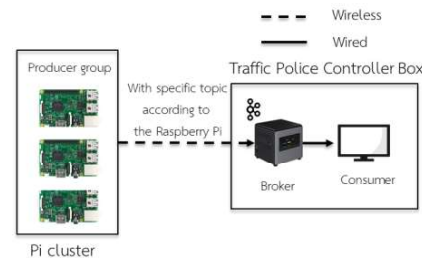 Wireless
Wired
Producer group
With specific topic
according to
the Raspberry Pi
Traffic Police Controller Box
Broker
Consumer
Pi cluster